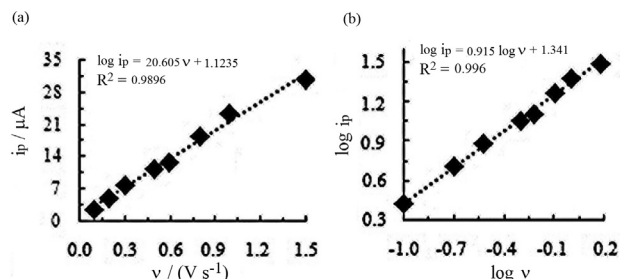 (a)
log ip = 20.605 ν + 1.1235
R² = 0.9896
ip / µA
35
28
21
14
7
0
0.0 0.3 0.6 0.9 1.2 1.5
ν / (V s⁻¹)
(b)
log ip = 0.915 log ν + 1.341
R² = 0.996
log ip
1.5
1.2
0.9
0.6
0.3
-1.0 -0.7 -0.4 -0.1 0.2
log ν